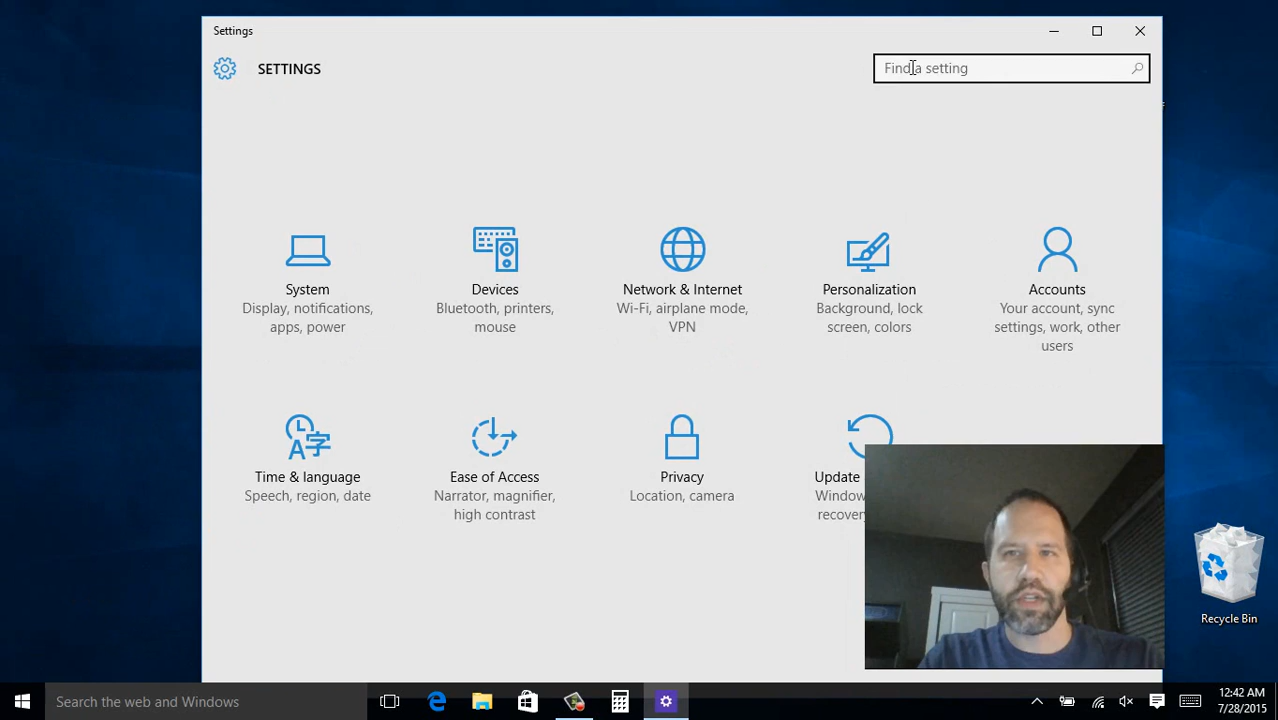 Settings
SETTINGS
Find a setting
System
Display, notifications,
apps, power
Devices
Bluetooth, printers,
mouse
Network & Internet
Wi-Fi, airplane mode,
VPN
Personalization
Background, lock
screen, colors
Accounts
Your account, sync
settings, work, other
users
Time & language
Speech, region, date
Ease of Access
Narrator, magnifier,
high contrast
Privacy
Location, camera
Update
Recycle Bin
Search the web and Windows
12:42 AM
7/28/2015